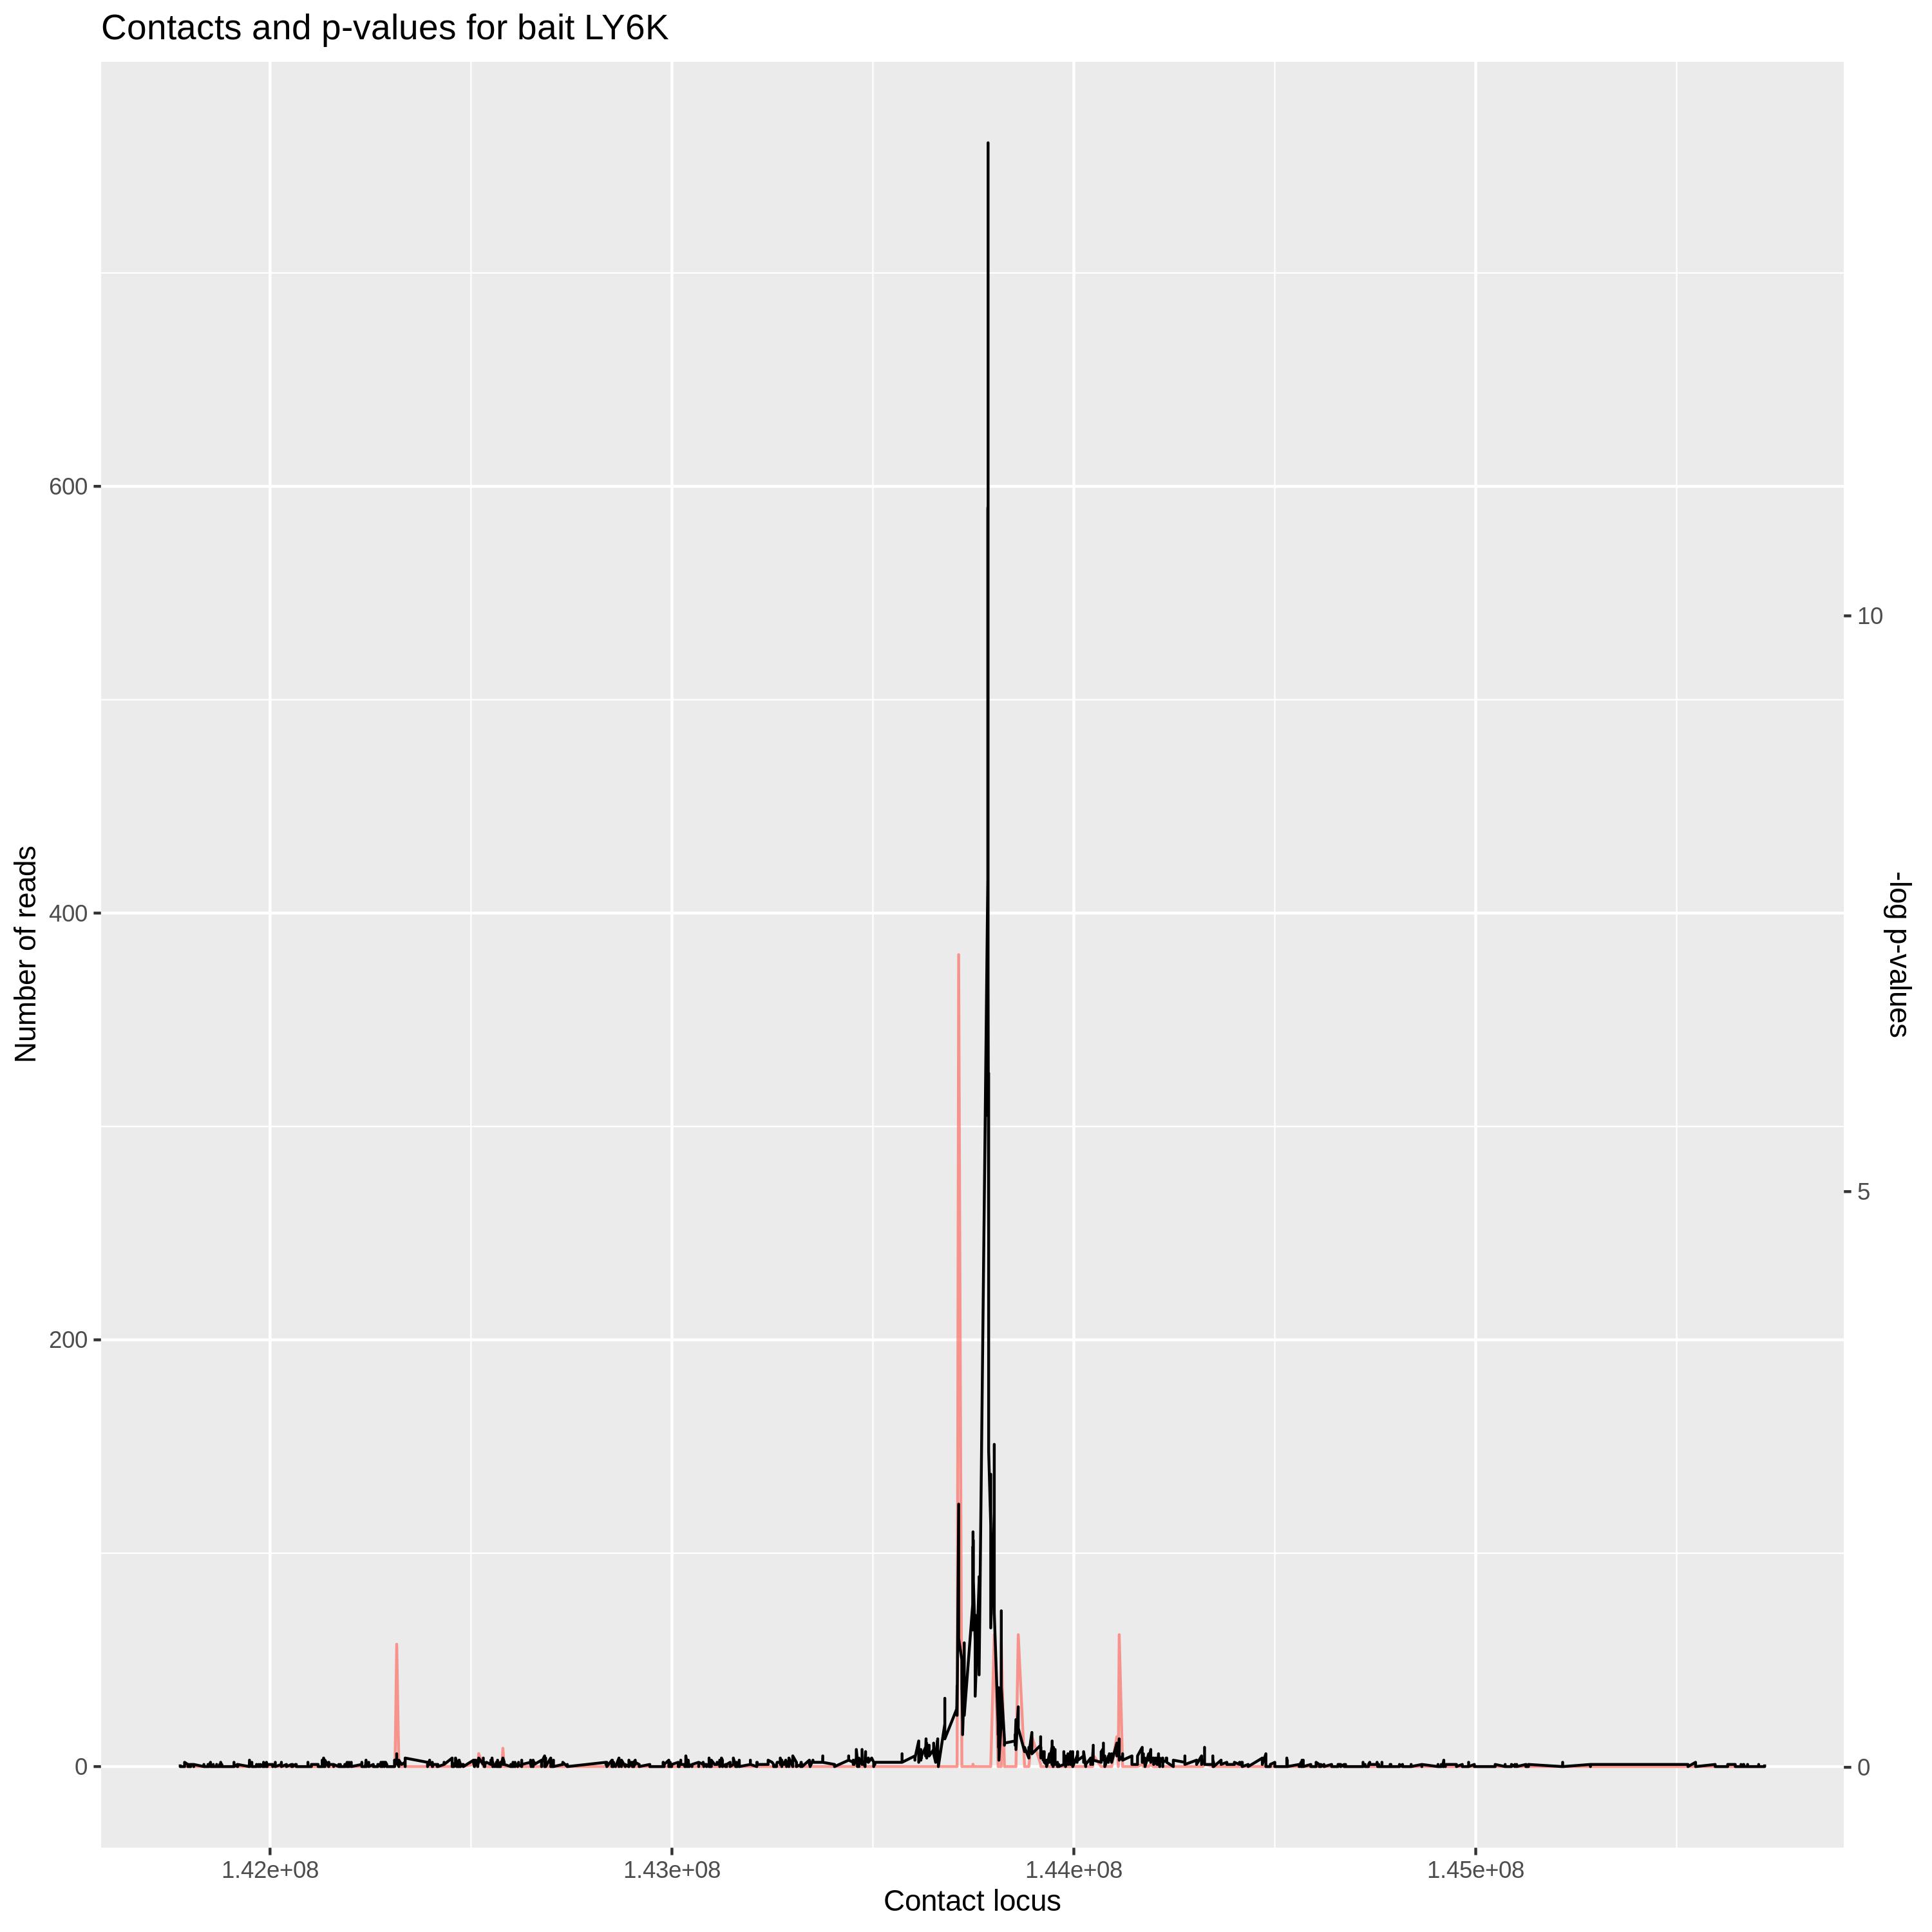 Contacts and p-values for bait LY6K
600
400
200
0
Number of reads
10
5
0
-log p-values
1.42e+08
1.43e+08
1.44e+08
1.45e+08
Contact locus